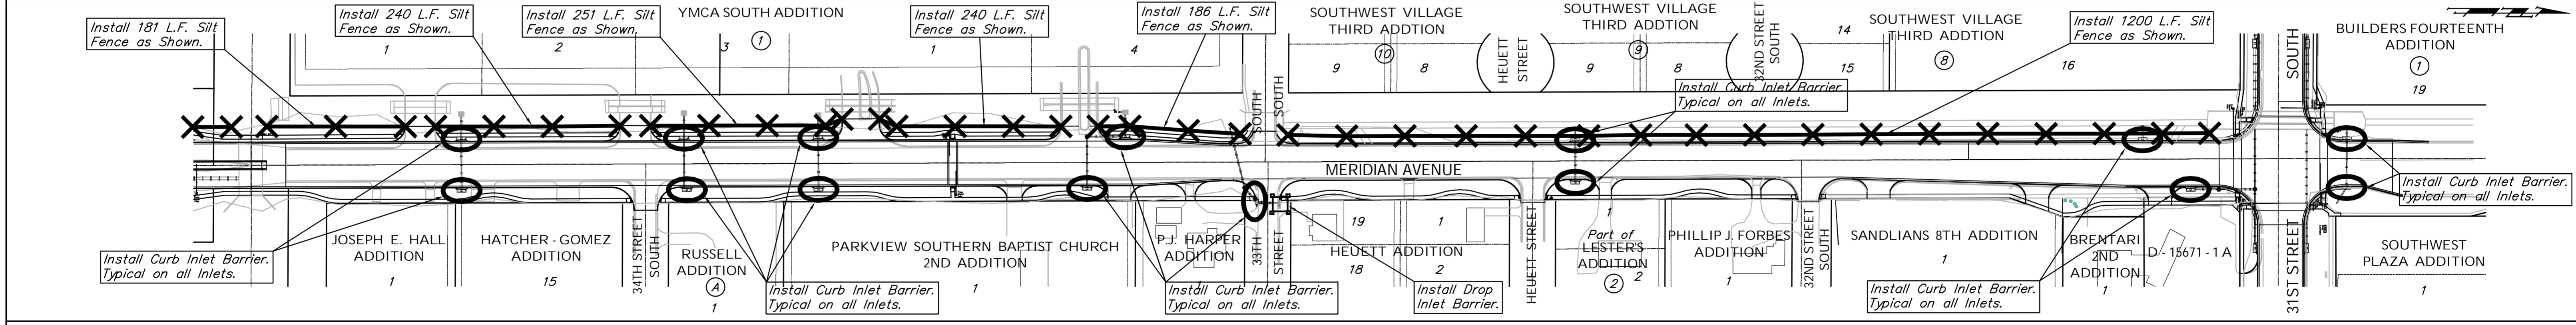 Install 181 L.F. Silt
Fence as Shown.
Install 240 L.F. Silt
Fence as Shown.
1
Install 251 L.F. Silt
Fence as Shown.
2
YMCA SOUTH ADDITION
3
1
Install 240 L.F. Silt
Fence as Shown.
1
Install 186 L.F. Silt
Fence as Shown.
4
SOUTHWEST VILLAGE
THIRD ADDTION
10
9
8
HEUETT
STREET
SOUTHWEST VILLAGE
THIRD ADDTION
9
9
8
32ND STREET
SOUTH
14
15
SOUTHWEST VILLAGE
THIRD ADDITION
8
16
Install 1200 L.F. Silt
Fence as Shown.
SOUTH
BUILDERS FOURTEENTH
ADDITION
1
19
Install Curb Inlet Barrier
Typical on all Inlets.
SOUTH
SOUTH
MERIDIAN AVENUE
Install Curb Inlet Barrier.
Typical on all Inlets.
Install Curb Inlet Barrier.
Typical on all Inlets.
JOSEPH E. HALL
ADDITION
1
HATCHER - GOMEZ
ADDITION
15
34TH STREET
SOUTH
RUSSELL
ADDITION
A
1
Install Curb Inlet Barrier.
Typical on all Inlets.
PARKVIEW SOUTHERN BAPTIST CHURCH
2ND ADDITION
1
P.J. HARPER
ADDITION
1
Install Curb Inlet Barrier.
Typical on all Inlets.
33TH
STREET
19
1
HEUETT ADDITION
18
2
Install Drop
Inlet Barrier.
HEUETT STREET
1
Part of
LESTER'S
ADDITION
2
2
PHILLIP J. FORBES
ADDITION
1
32ND STREET
SOUTH
SANDLIANS 8TH ADDITION
1
Install Curb Inlet Barrier.
Typical on all Inlets.
BRENTARI
2ND
ADDITION
1
D - 15671 - 1 A
31ST STREET
SOUTHWEST
PLAZA ADDITION
1